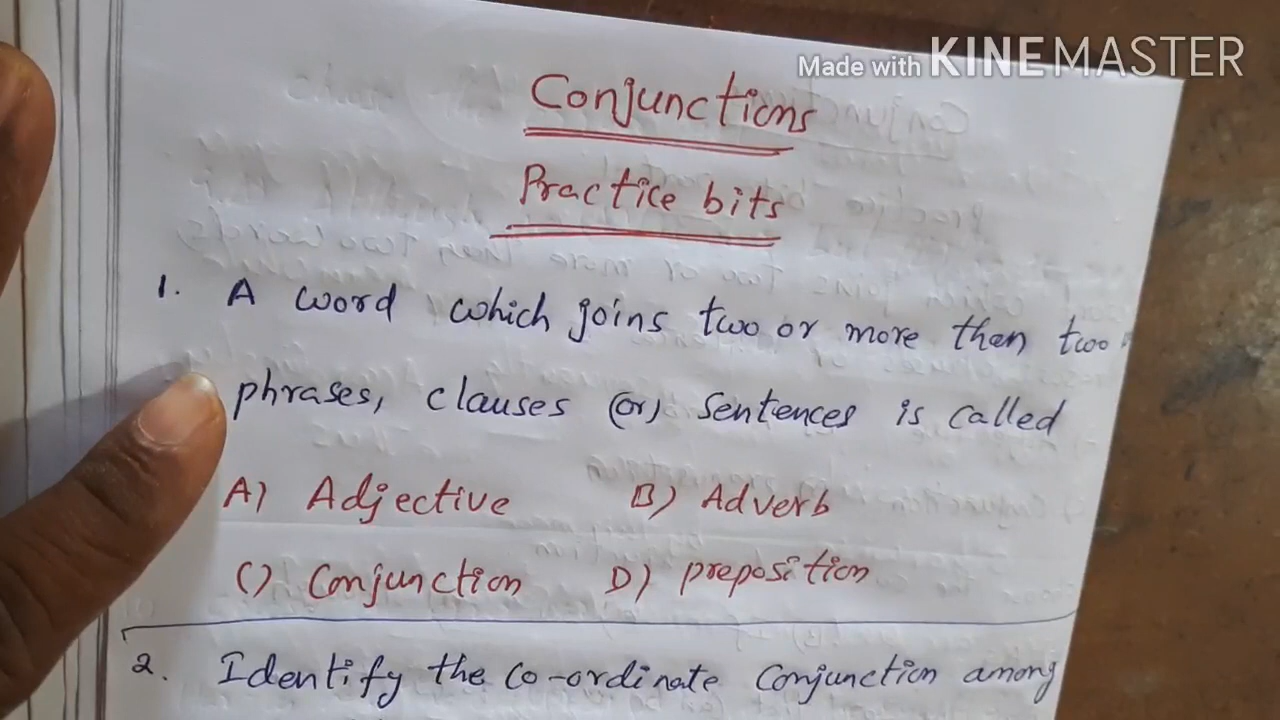 Made with KINEMASTER
Conjunctions
Practice bits
1. A word which joins two or more than two
phrases, clauses (or) sentences is called
A) Adjective B) Adverb
C) Conjunction D) preposition
2. Identify the co-ordinate conjunction among